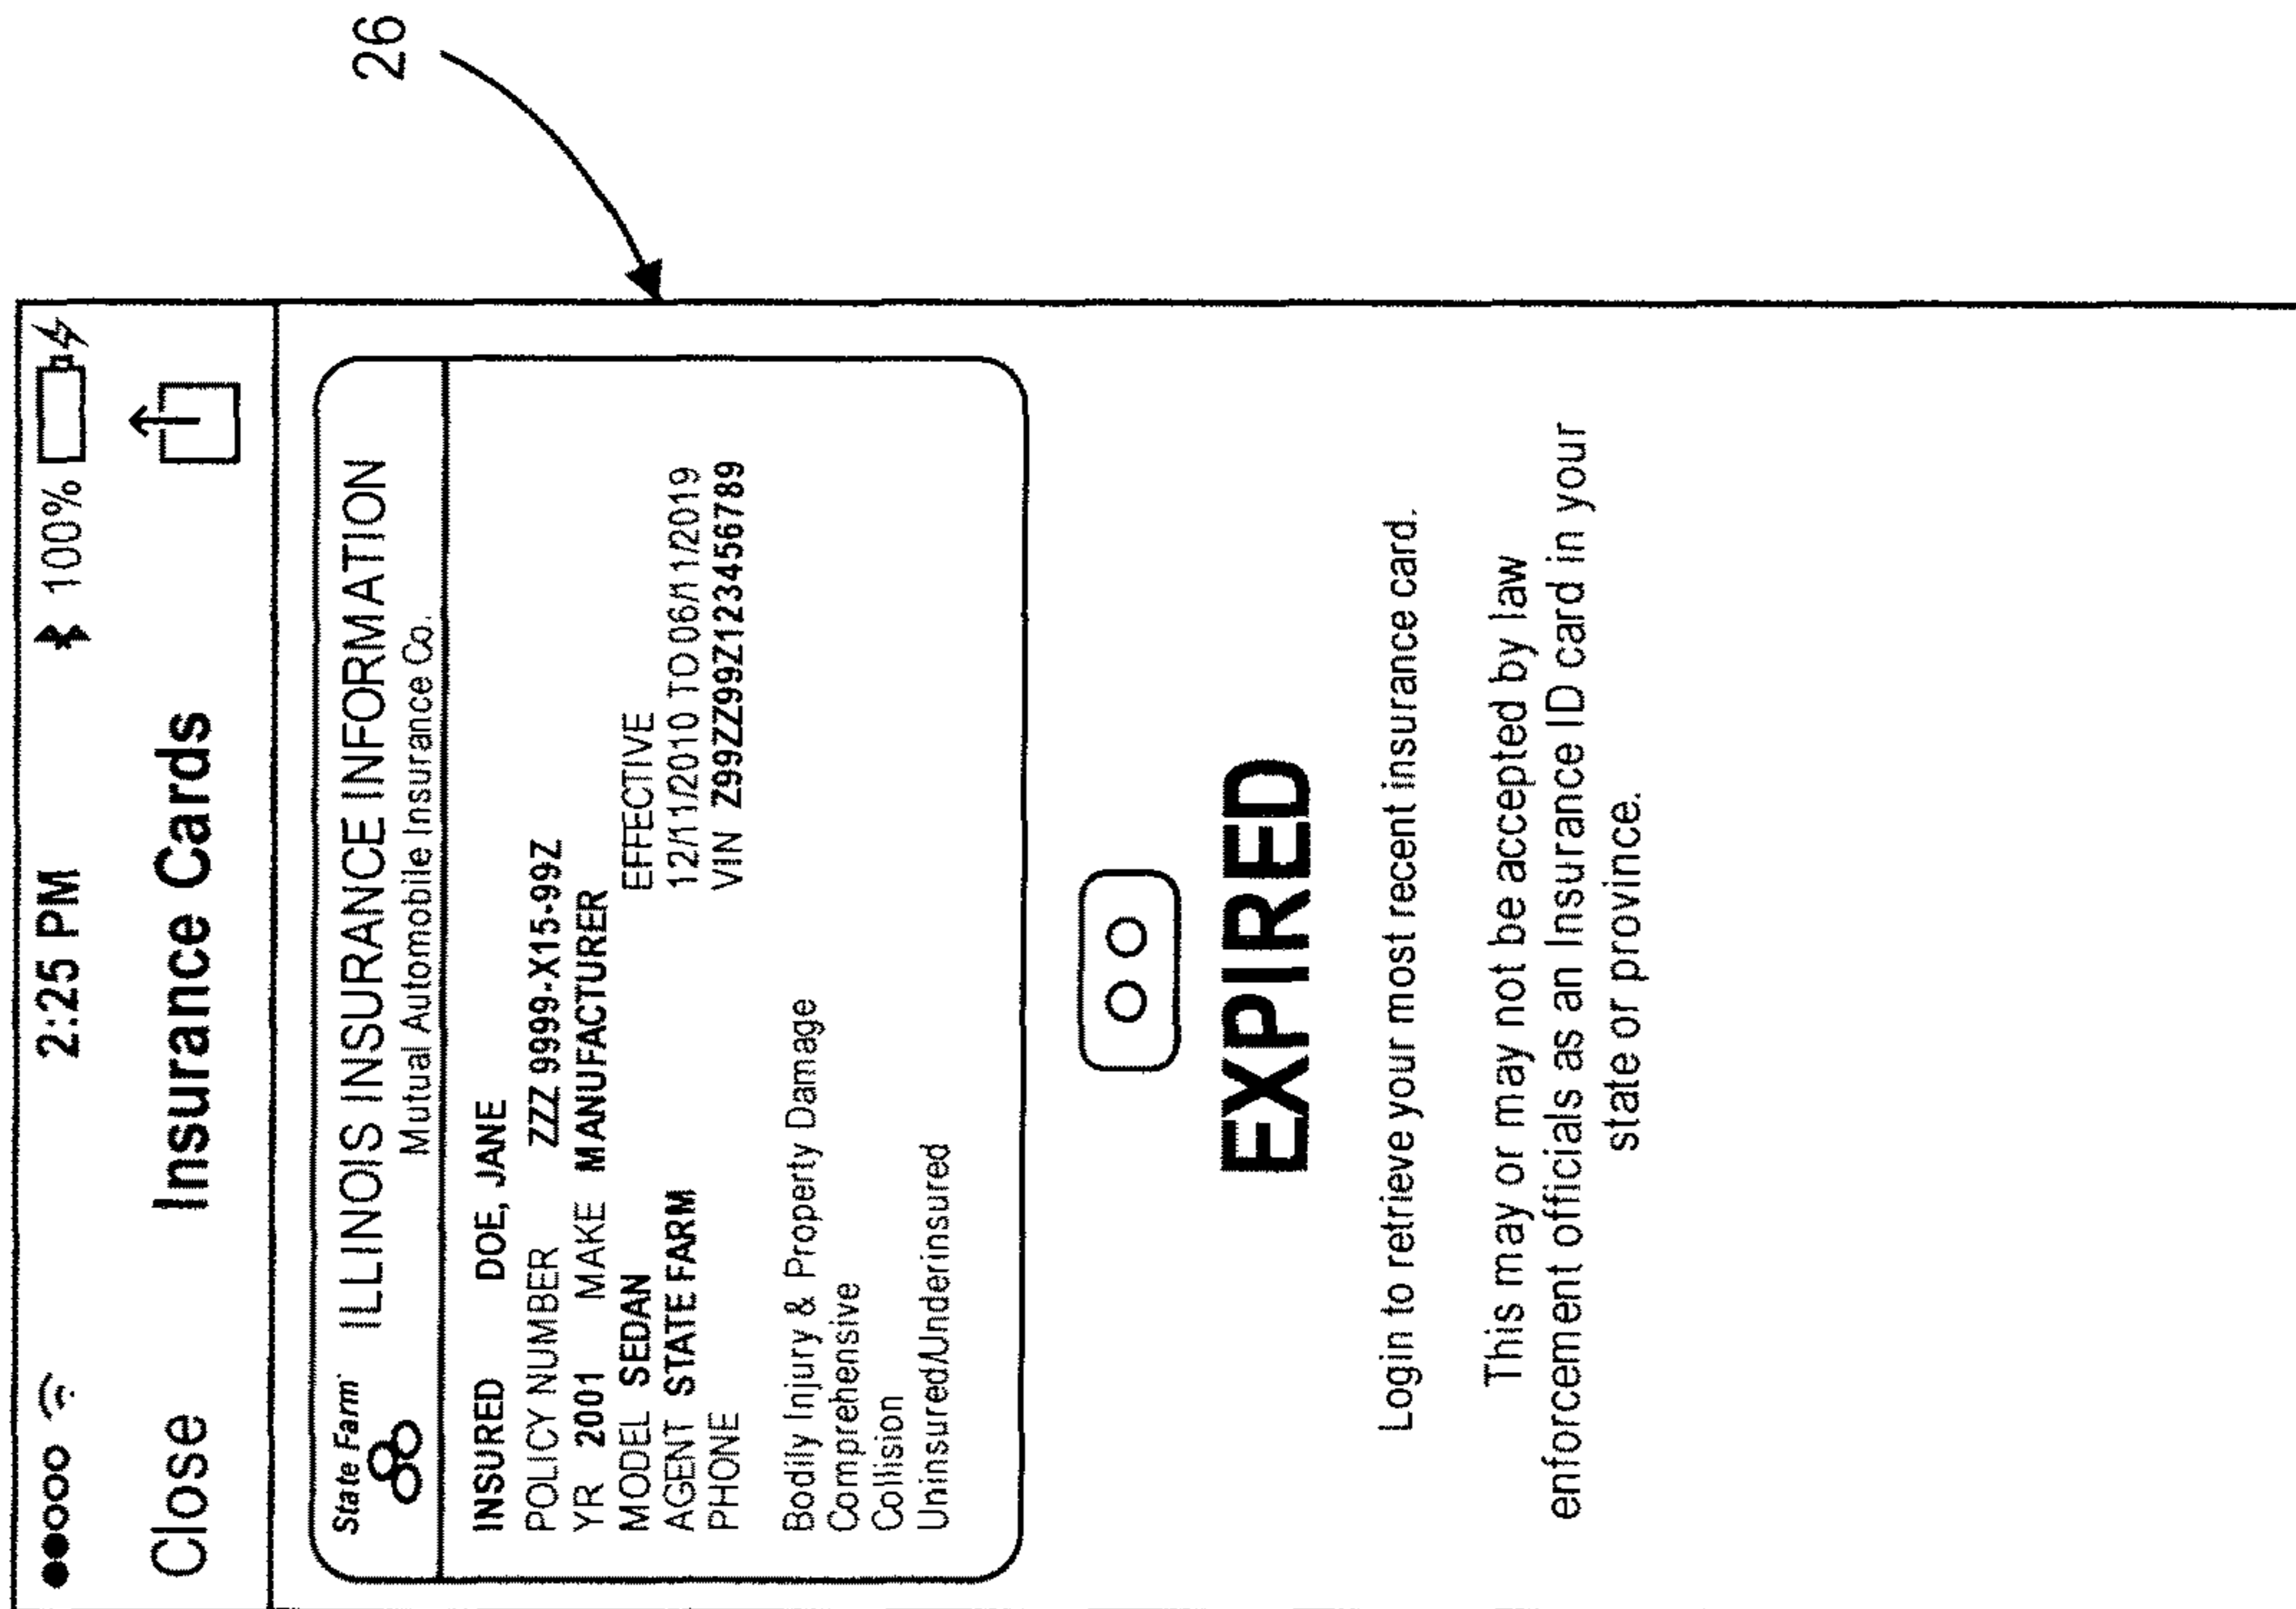 26
2:25 PM 100%
Close Insurance Cards
State Farm ILLINOIS INSURANCE INFORMATION
Mutual Automobile Insurance Co.
INSURED DOE, JANE
POLICY NUMBER ZZZ 9999-X15-99Z
YR 2001 MAKE MANUFACTURER
MODEL SEDAN EFFECTIVE
AGENT STATE FARM 12/11/2010 TO 06/11/2019
PHONE VIN Z99ZZ99Z123456789
Bodily Injury & Property Damage
Comprehensive
Collision
Uninsured/Underinsured
EXPIRED
Login to retrieve your most recent insurance card.
This may or may not be accepted by law
enforcement officials as an Insurance ID card in your
state or province.